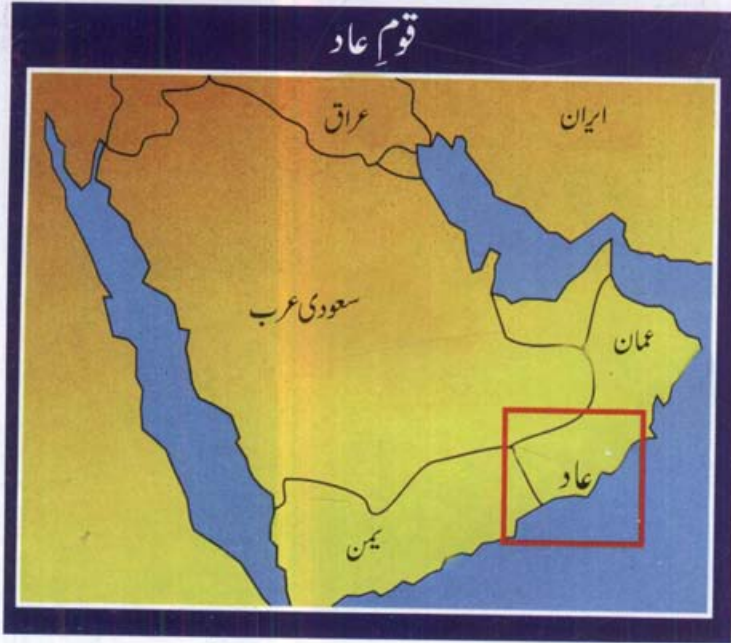 قومِ عاد
عراق
ایران
سعودی عرب
عمان
عاد
یمن